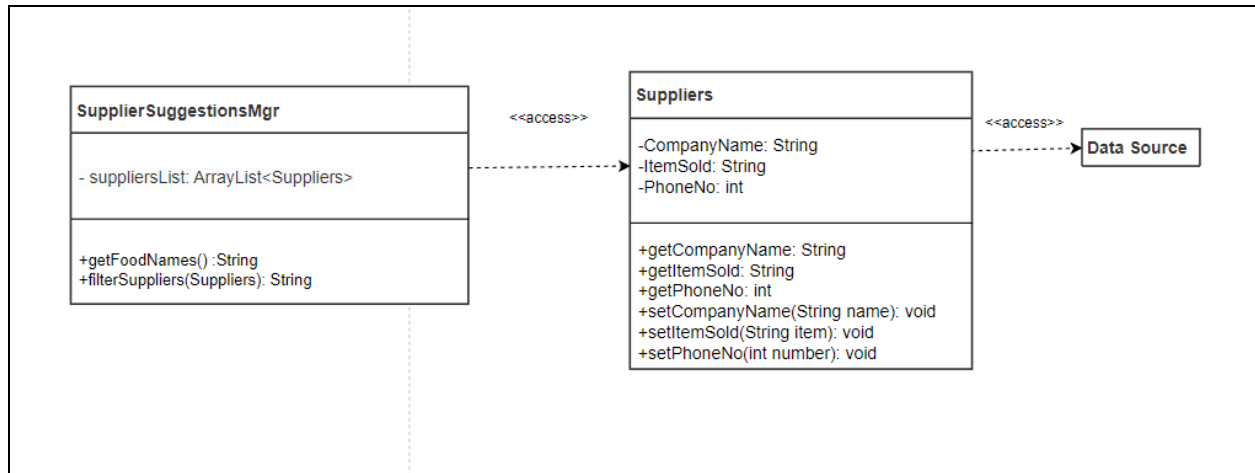 SupplierSuggestionsMgr
- suppliersList: ArrayList<Suppliers>
+getFoodNames() :String
+filterSuppliers(Suppliers): String
<<access>>
Suppliers
-CompanyName: String
-ItemSold: String
-PhoneNo: int
+getCompanyName: String
+getItemSold: String
+getPhoneNo: int
+setCompanyName(String name): void
+setItemSold(String item): void
+setPhoneNo(int number): void
<<access>>
Data Source